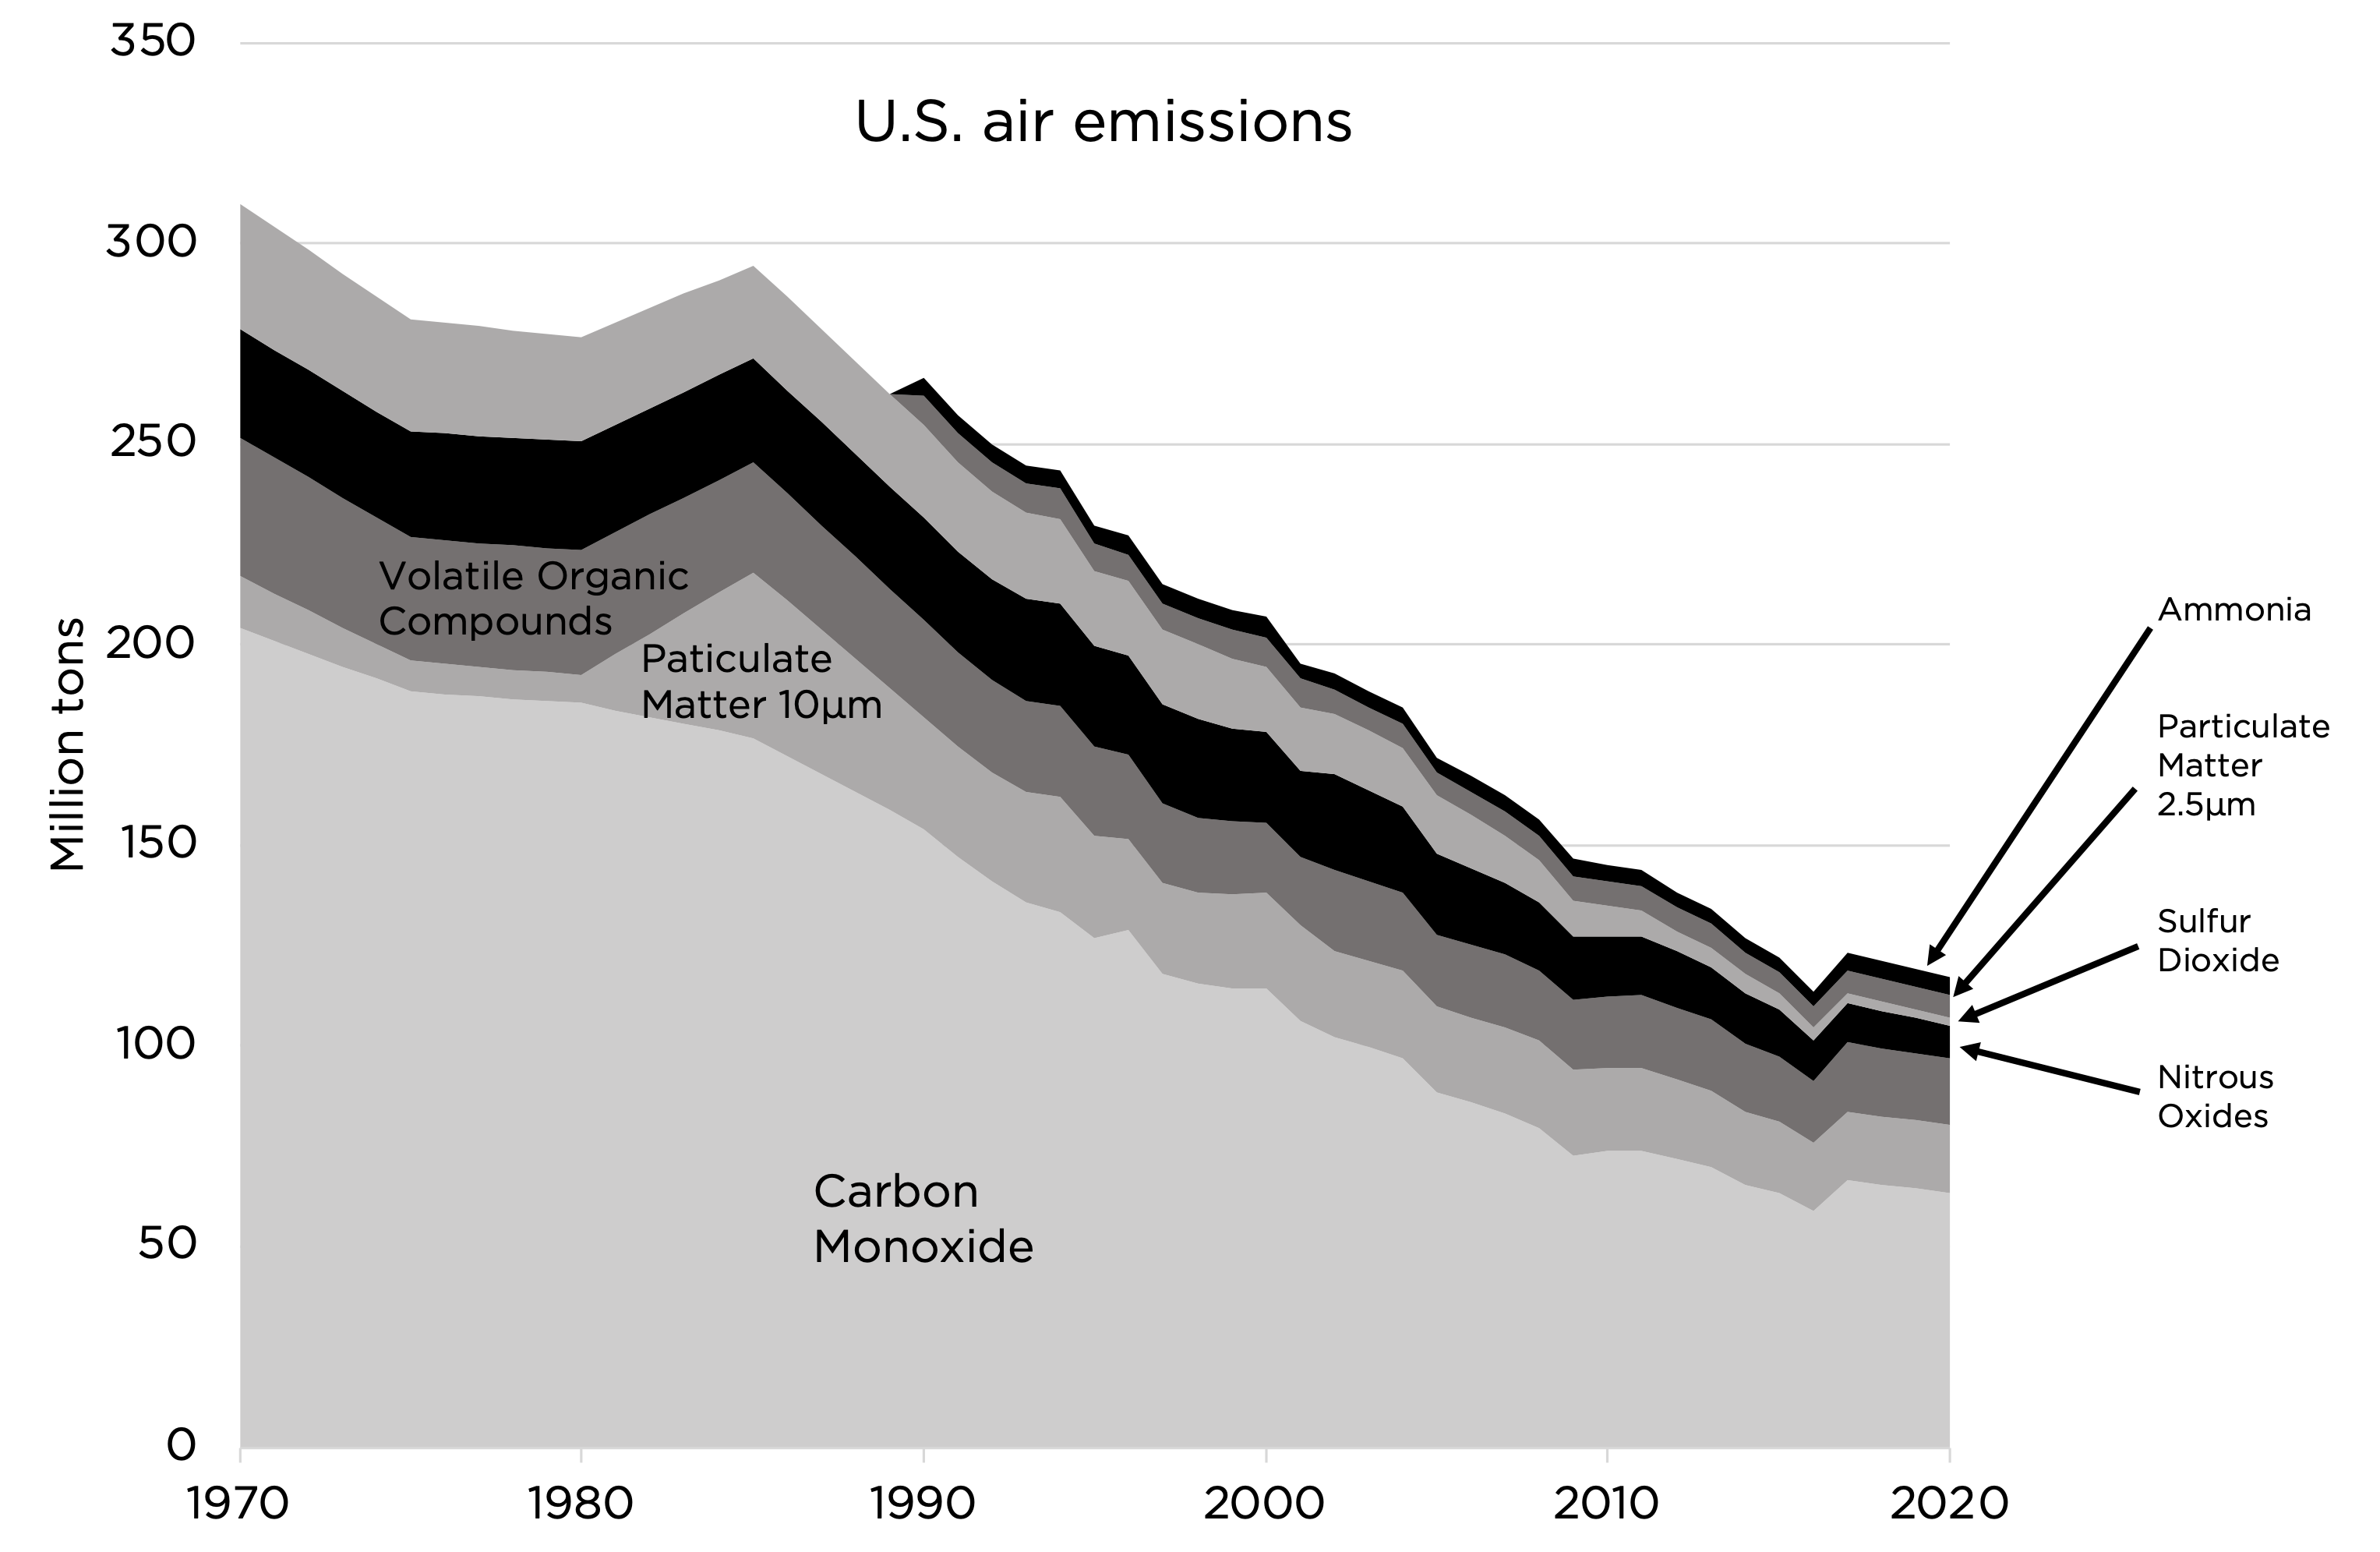 U.S. air emissions
Million tons
350
300
250
200
150
100
50
0
1970
1980
1990
2000
2010
2020
Volatile Organic
Compounds
Paticulate
Matter 10µm
Carbon
Monoxide
Ammonia
Particulate
Matter
2.5µm
Sulfur
Dioxide
Nitrous
Oxides